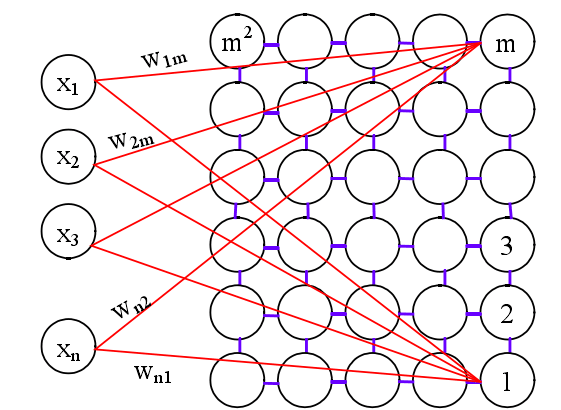 x₁
x₂
x₃
xₙ
W₁ₘ
W₂ₘ
Wₙ₂
Wₙ₁
m²
m
3
2
1